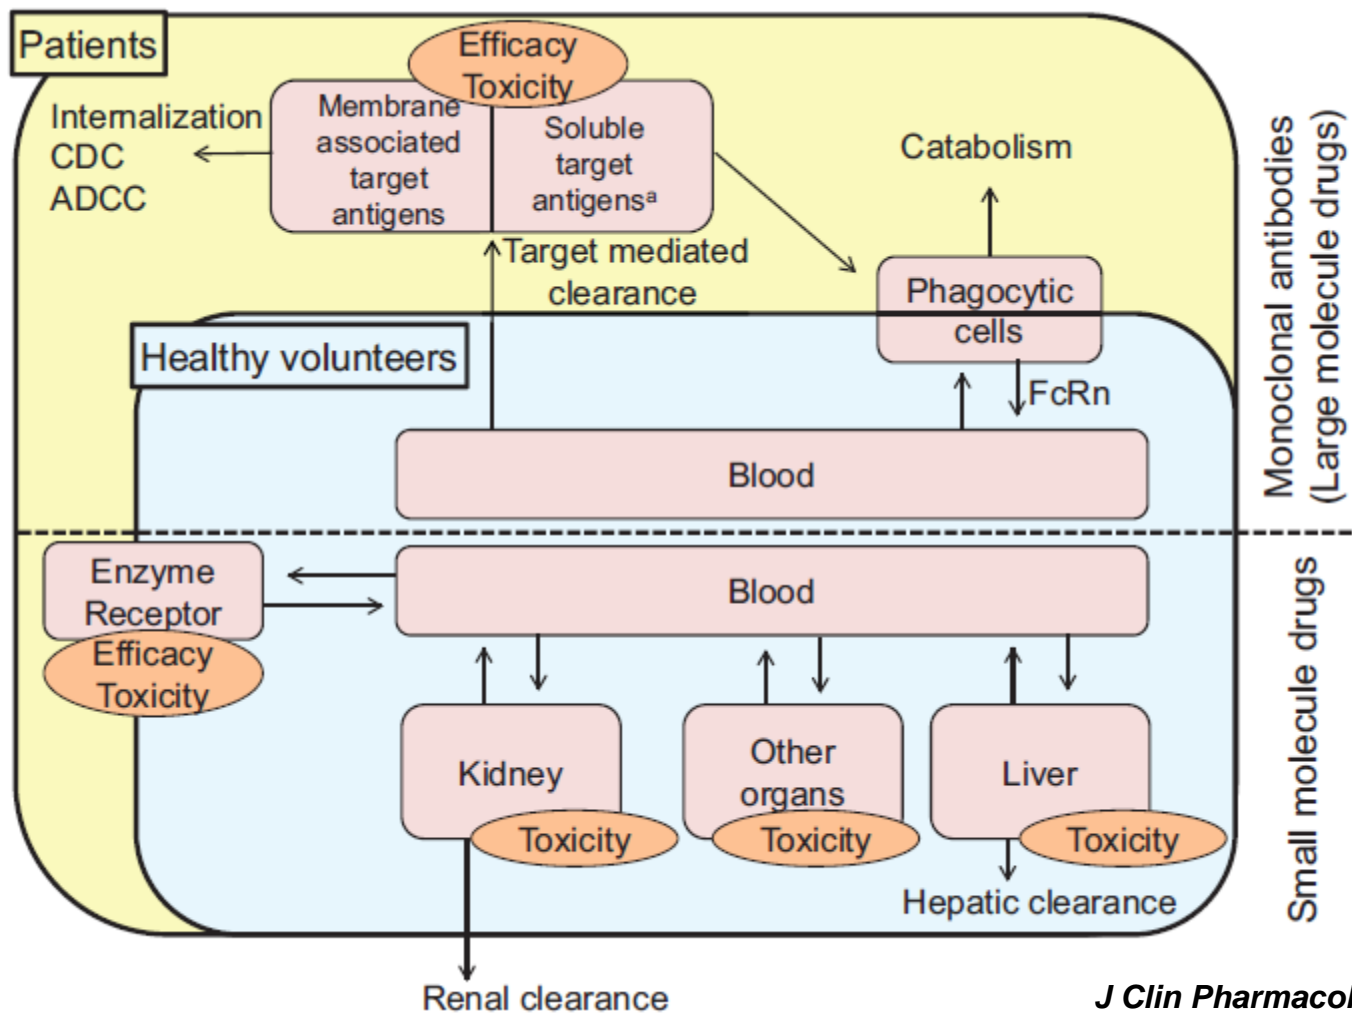 Patients
Efficacy
Toxicity
Internalization
CDC
ADCC
Membrane
associated
target
antigens
Soluble
target
antigensᵃ
Catabolism
Target mediated
clearance
Phagocytic
cells
FcRn
Healthy volunteers
Blood
Monoclonal antibodies
(Large molecule drugs)
Enzyme
Receptor
Efficacy
Toxicity
Blood
Kidney
Toxicity
Other
organs
Toxicity
Liver
Toxicity
Hepatic clearance
Renal clearance
Small molecule drugs
J Clin Pharmacol